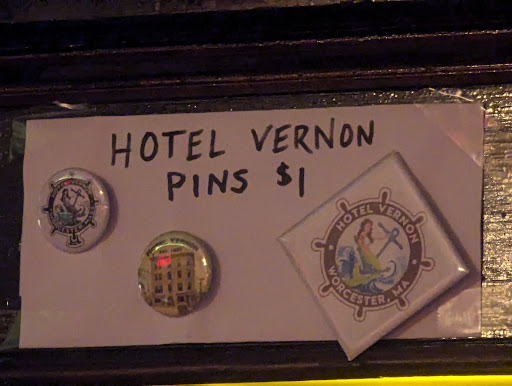 HOTEL VERNON
PINS $1
HOTEL VERNON
WORCESTER, MA